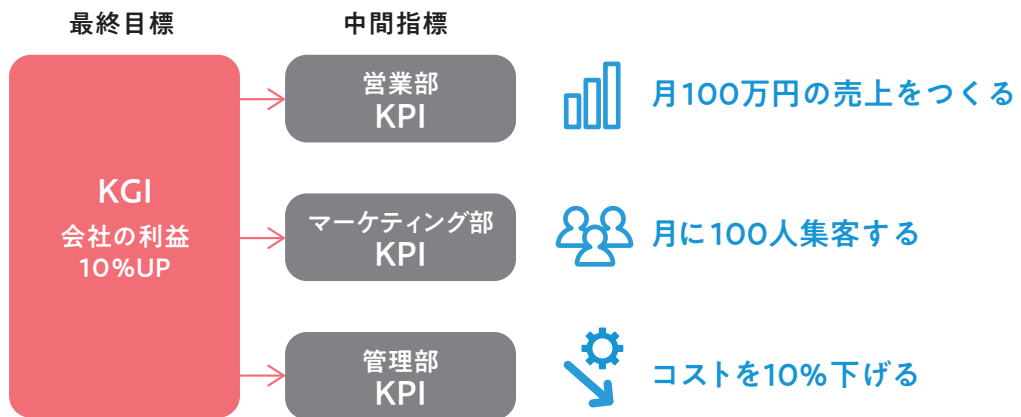 最終目標
中間指標
KGI
会社の利益
10%UP
営業部
KPI
月100万円の売上をつくる
マーケティング部
KPI
月に100人集客する
管理部
KPI
コストを10%下げる